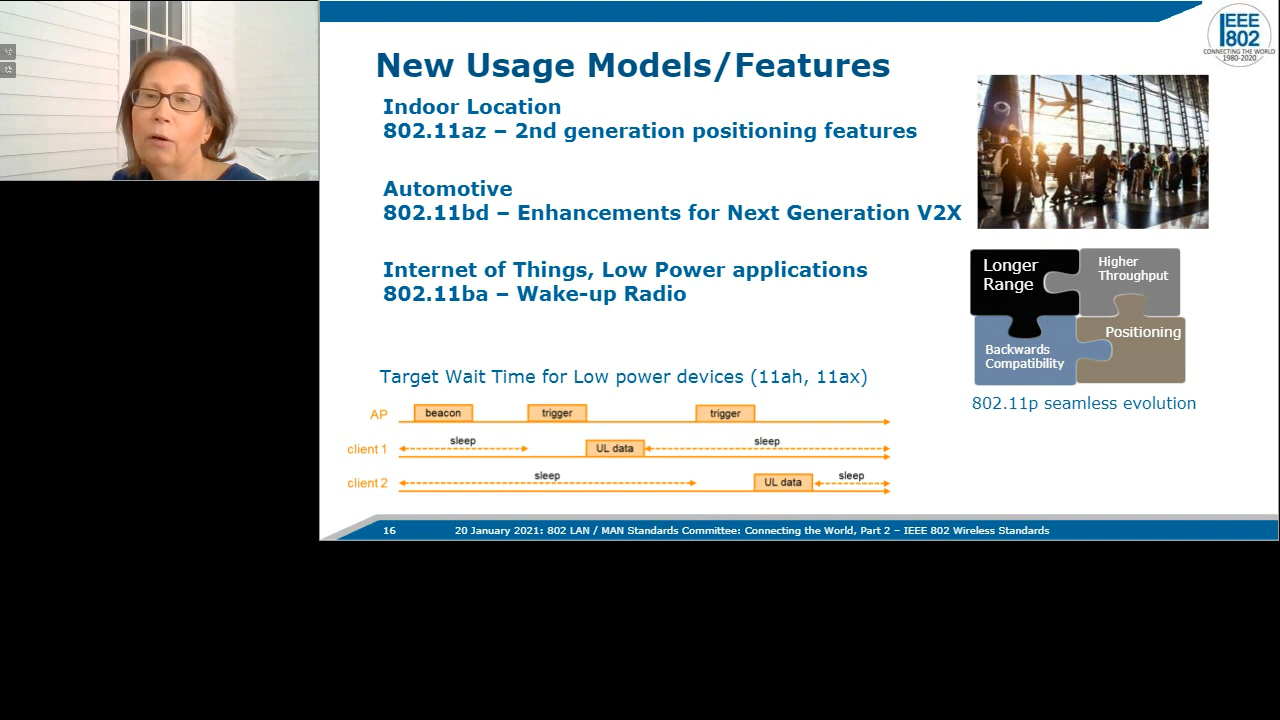 IEEE
802
CONNECTING THE WORLD
1980-2020
New Usage Models/Features
Indoor Location
802.11az – 2nd generation positioning features
Automotive
802.11bd – Enhancements for Next Generation V2X
Internet of Things, Low Power applications
802.11ba – Wake-up Radio
Longer
Range
Higher
Throughput
Backwards
Compatibility
Positioning
802.11p seamless evolution
Target Wait Time for Low power devices (11ah, 11ax)
AP
beacon
trigger
trigger
client 1
sleep
UL data
sleep
client 2
sleep
UL data
sleep
16
20 January 2021: 802 LAN / MAN Standards Committee: Connecting the World, Part 2 – IEEE 802 Wireless Standards